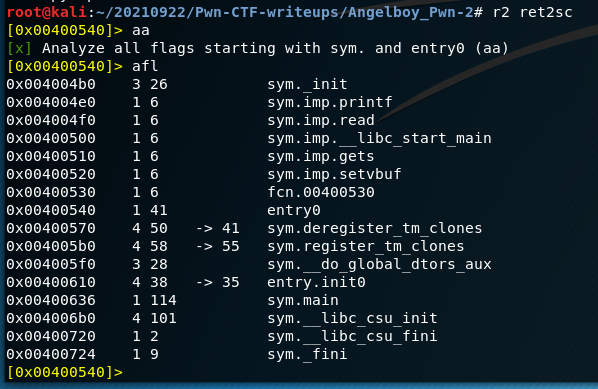 root@kali:~/20210922/Pwn-CTF-writeups/Angelboy_Pwn-2# r2 ret2sc
[0x00400540]> aa
[x] Analyze all flags starting with sym. and entry0 (aa)
[0x00400540]> afl
0x004004b0    3 26           sym._init
0x004004e0    1 6            sym.imp.printf
0x004004f0    1 6            sym.imp.read
0x00400500    1 6            sym.imp.__libc_start_main
0x00400510    1 6            sym.imp.gets
0x00400520    1 6            sym.imp.setvbuf
0x00400530    1 6            fcn.00400530
0x00400540    1 41           entry0
0x00400570    4 50   -> 41   sym.deregister_tm_clones
0x004005b0    4 58   -> 55   sym.register_tm_clones
0x004005f0    3 28           sym.__do_global_dtors_aux
0x00400610    4 38   -> 35   entry.init0
0x00400636    1 114          sym.main
0x004006b0    4 101          sym.__libc_csu_init
0x00400720    1 2            sym.__libc_csu_fini
0x00400724    1 9            sym._fini
[0x00400540]>